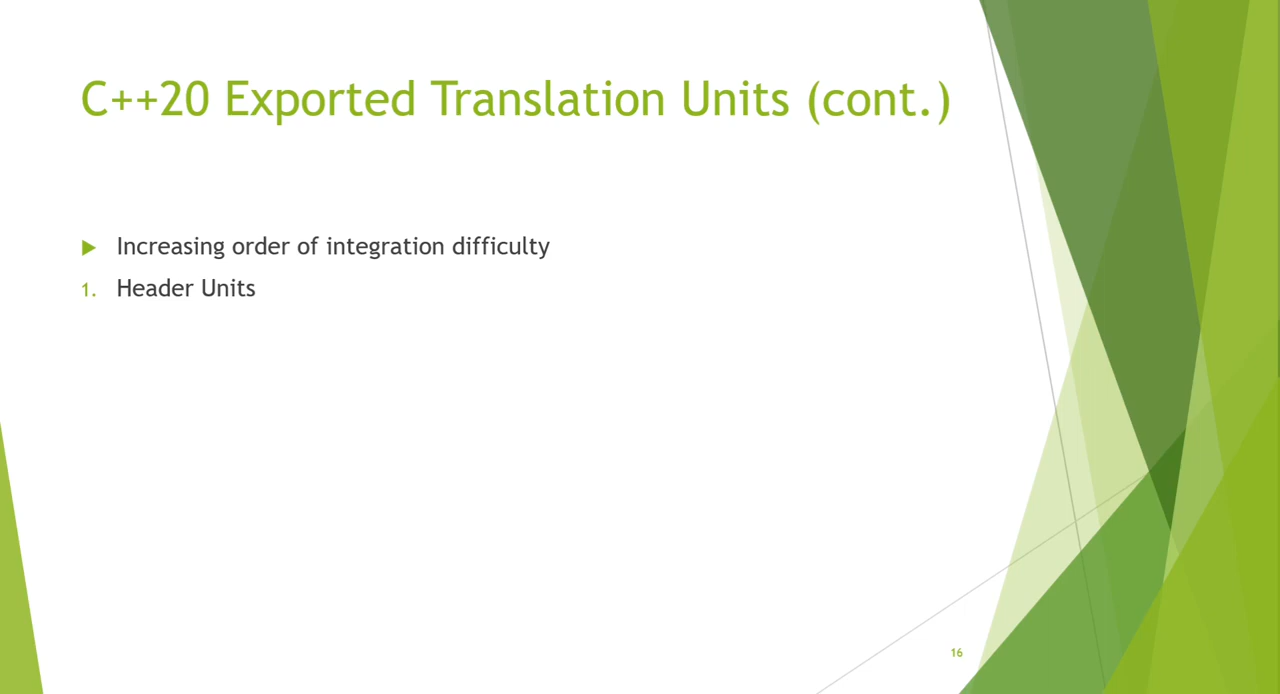 C++20 Exported Translation Units (cont.)
Increasing order of integration difficulty
1. Header Units
16